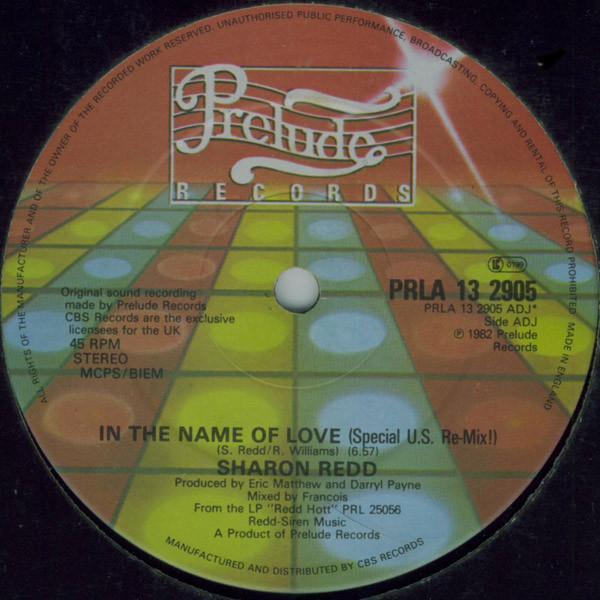 ALL RIGHTS OF THE MANUFACTURER AND OF THE OWNER OF THE RECORDED WORK RESERVED. UNAUTHORISED PUBLIC PERFORMANCE, BROADCASTING, COPYING AND RENTAL OF THIS RECORD PROHIBITED. MADE IN ENGLAND
Prelude
RECORDS
Original sound recording
made by Prelude Records
CBS Records are the exclusive
licensees for the UK
45 RPM
STEREO
MCPS/BIEM
LC 0199
PRLA 13 2905
PRLA 13 2905 ADJ*
Side ADJ
℗ 1982 Prelude
Records
IN THE NAME OF LOVE (Special U.S. Re-Mix!)
(S. Redd/R. Williams) (6.57)
SHARON REDD
Produced by Eric Matthew and Darryl Payne
Mixed by Francois
From the LP "Redd Hott" PRL 25056
Redd-Siren Music
A Product of Prelude Records
MANUFACTURED AND DISTRIBUTED BY CBS RECORDS